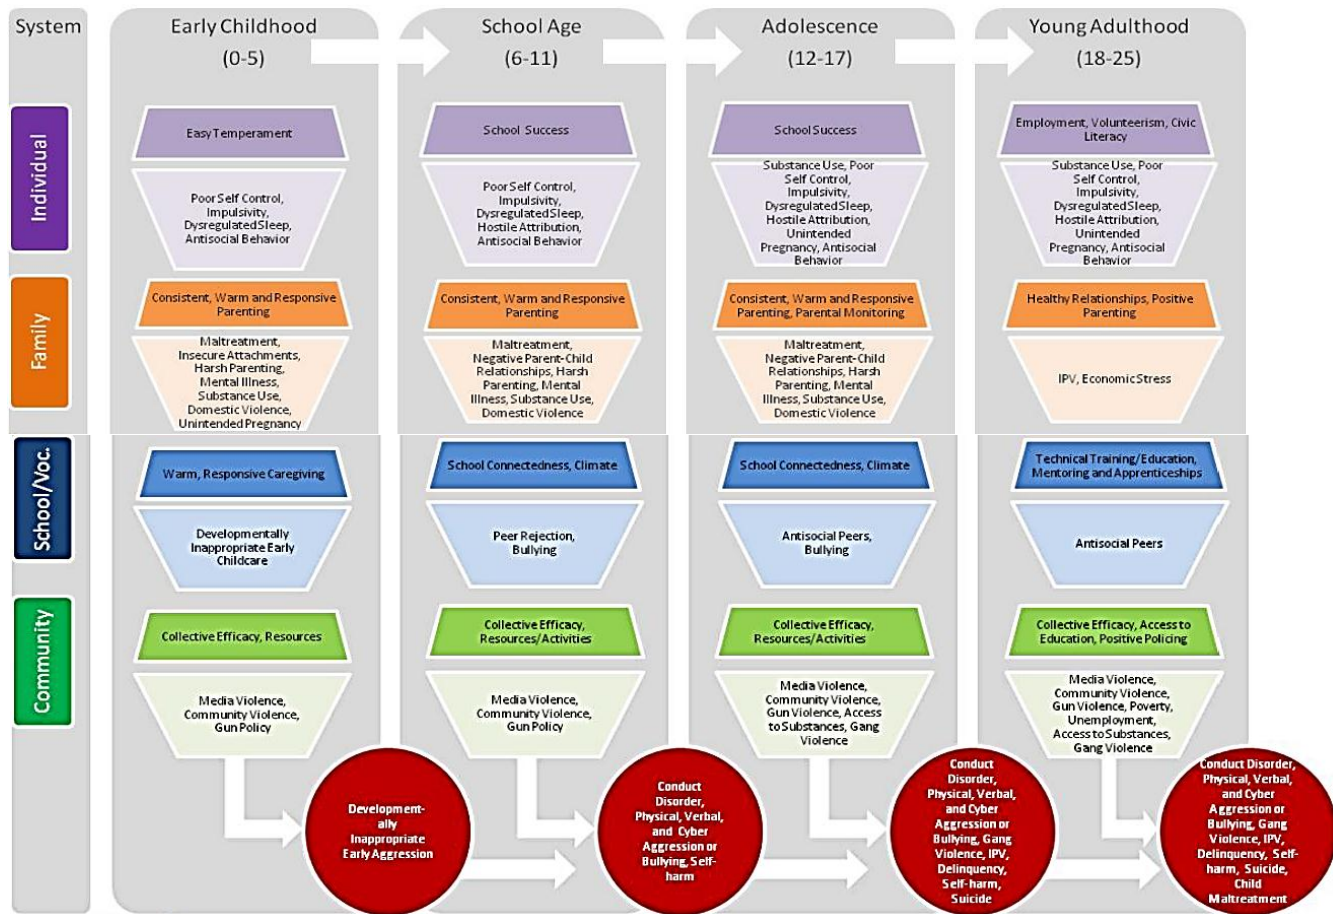 System
Early Childhood
(0-5)
School Age
(6-11)
Adolescence
(12-17)
Young Adulthood
(18-25)
Individual
Easy Temperament
School Success
School Success
Employment, Volunteerism, Civic
Literacy
Poor Self Control,
Impulsivity,
Dysregulated Sleep,
Antisocial Behavior
Poor Self Control,
Impulsivity,
Dysregulated Sleep,
Hostile Attribution,
Antisocial Behavior
Substance Use, Poor
Self Control,
Impulsivity,
Dysregulated Sleep,
Hostile Attribution,
Unintended
Pregnancy, Antisocial
Behavior
Substance Use, Poor
Self Control,
Impulsivity,
Dysregulated Sleep,
Hostile Attribution,
Unintended
Pregnancy, Antisocial
Behavior
Family
Consistent, Warm and Responsive
Parenting
Consistent, Warm and Responsive
Parenting
Consistent, Warm and Responsive
Parenting, Parental Monitoring
Healthy Relationships, Positive
Parenting
Maltreatment,
Insecure Attachments,
Harsh Parenting,
Mental Illness,
Substance Use,
Domestic Violence,
Unintended Pregnancy
Maltreatment,
Negative Parent-Child
Relationships, Harsh
Parenting, Mental
Illness, Substance Use,
Domestic Violence
Maltreatment,
Negative Parent-Child
Relationships, Harsh
Parenting, Mental
Illness, Substance Use,
Domestic Violence
IPV, Economic Stress
School/Voc.
Warm, Responsive Caregiving
School Connectedness, Climate
School Connectedness, Climate
Technical Training/Education,
Mentoring and Apprenticeships
Developmentally
Inappropriate Early
Childcare
Peer Rejection,
Bullying
Antisocial Peers,
Bullying
Antisocial Peers
Community
Collective Efficacy, Resources
Collective Efficacy,
Resources/Activities
Collective Efficacy,
Resources/Activities
Collective Efficacy, Access to
Education, Positive Policing
Media Violence,
Community Violence,
Gun Policy
Media Violence,
Community Violence,
Gun Policy
Media Violence,
Community Violence,
Gun Violence, Access
to Substances, Gang
Violence
Media Violence,
Community Violence,
Gun Violence, Poverty,
Unemployment,
Access to Substances,
Gang Violence
Development-
ally
Inappropriate
Early Aggression
Conduct
Disorder,
Physical, Verbal,
and Cyber
Aggression or
Bullying, Self-
harm
Conduct
Disorder,
Physical, Verbal,
and Cyber
Aggression or
Bullying, Gang
Violence, IPV,
Delinquency,
Self-harm,
Suicide
Conduct Disorder,
Physical, Verbal,
and Cyber
Aggression or
Bullying, Gang
Violence, IPV,
Delinquency, Self-
harm, Suicide,
Child
Maltreatment